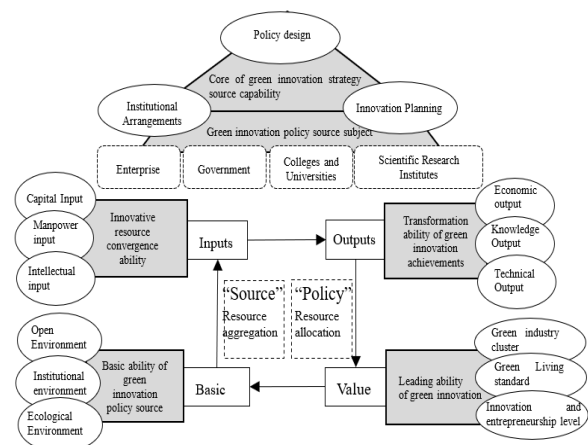 Policy design
Core of green innovation strategy
source capability
Institutional
Arrangements
Innovation Planning
Green innovation policy source subject
Enterprise
Government
Colleges and
Universities
Scientific Research
Institutes
Capital Input
Manpower
input
Intellectual
input
Innovative
resource
convergence
ability
Inputs
Outputs
Transformation
ability of green
innovation
achievements
Economic
output
Knowledge
Output
Technical
Output
“Source”
Resource
aggregation
“Policy”
Resource
allocation
Open
Environment
Institutional
environment
Ecological
Environment
Basic ability of
green
innovation
policy source
Basic
Value
Leading ability
of green innovation
Green industry
cluster
Green Living
standard
Innovation and
entrepreneurship level